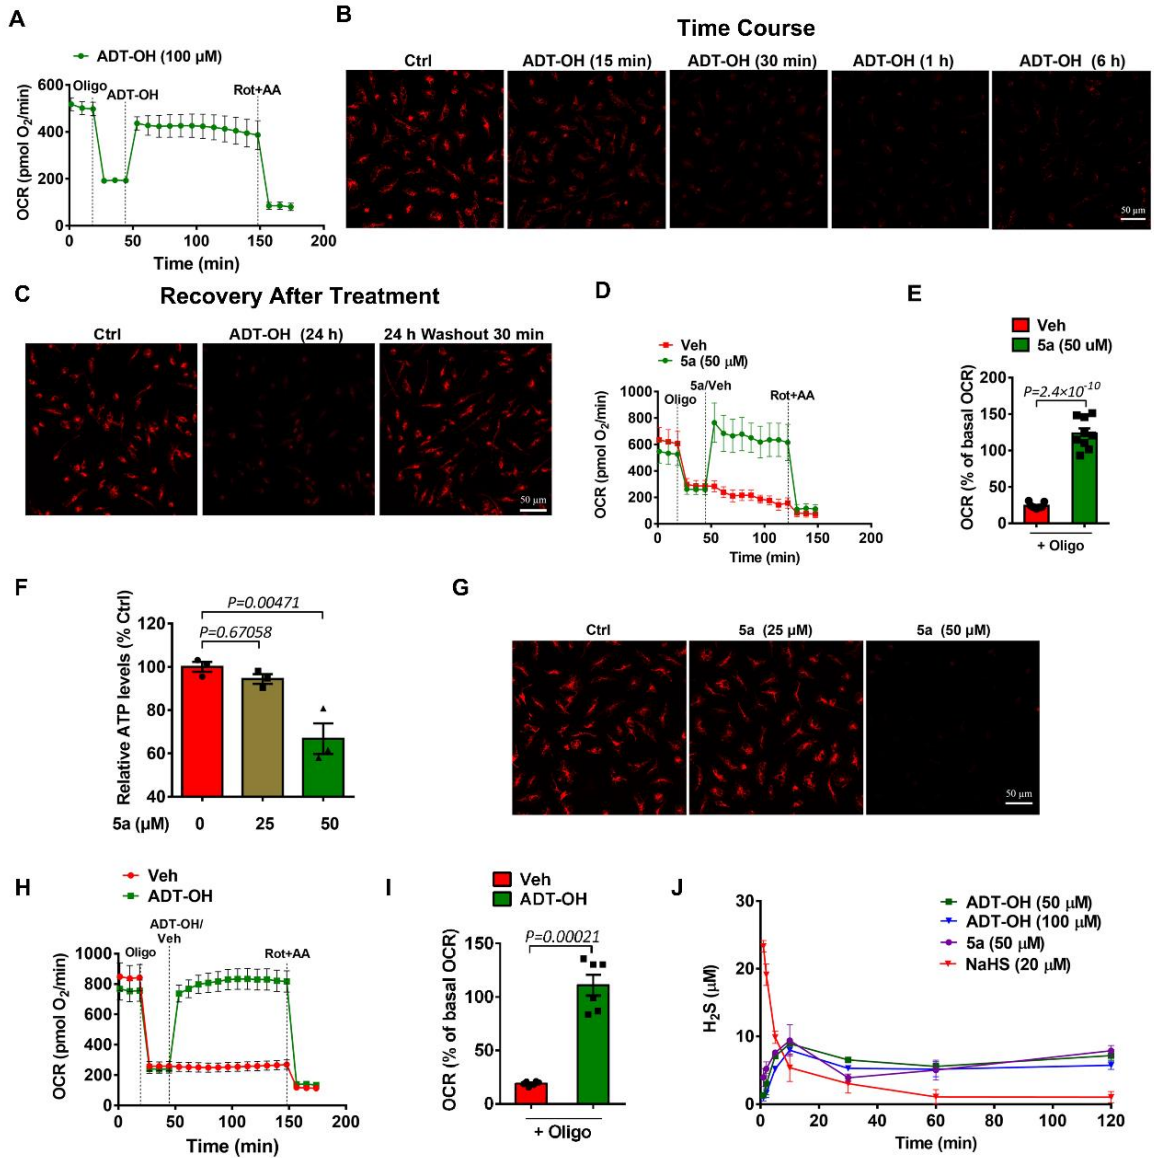 A
ADT-OH (100 µM)
600
400
200
0
Oligo
ADT-OH
Rot+AA
OCR (pmol O2/min)
0 50 100 150 200
Time (min)
B
Time Course
Ctrl
ADT-OH (15 min)
ADT-OH (30 min)
ADT-OH (1 h)
ADT-OH (6 h)
50 µm
C
Recovery After Treatment
Ctrl
ADT-OH (24 h)
24 h Washout 30 min
50 µm
D
Veh
5a (50 µM)
1000
800
600
400
200
0
Oligo
5a/Veh
Rot+AA
OCR (pmol O2/min)
0 50 100 150 200
Time (min)
E
Veh
5a (50 uM)
P=2.4×10-10
200
150
100
50
0
OCR (% of basal OCR)
+ Oligo
F
P=0.00471
P=0.67058
120
100
80
60
40
Relative ATP levels (% Ctrl)
5a (µM) 0 25 50
G
Ctrl
5a (25 µM)
5a (50 µM)
50 µm
H
Veh
ADT-OH
ADT-OH/
Veh
Oligo
Rot+AA
1000
800
600
400
200
0
OCR (pmol O2/min)
0 50 100 150 200
Time (min)
I
Veh
ADT-OH
P=0.00021
150
100
50
0
OCR (% of basal OCR)
+ Oligo
J
ADT-OH (50 µM)
ADT-OH (100 µM)
5a (50 µM)
NaHS (20 µM)
30
20
10
0
H2S (µM)
0 20 40 60 80 100 120
Time (min)